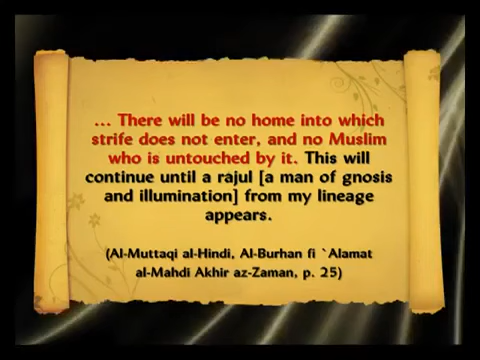 ... There will be no home into which
strife does not enter, and no Muslim
who is untouched by it. This will
continue until a rajul [a man of gnosis
and illumination] from my lineage
appears.
(Al-Muttaqi al-Hindi, Al-Burhan fi `Alamat
al-Mahdi Akhir az-Zaman, p. 25)